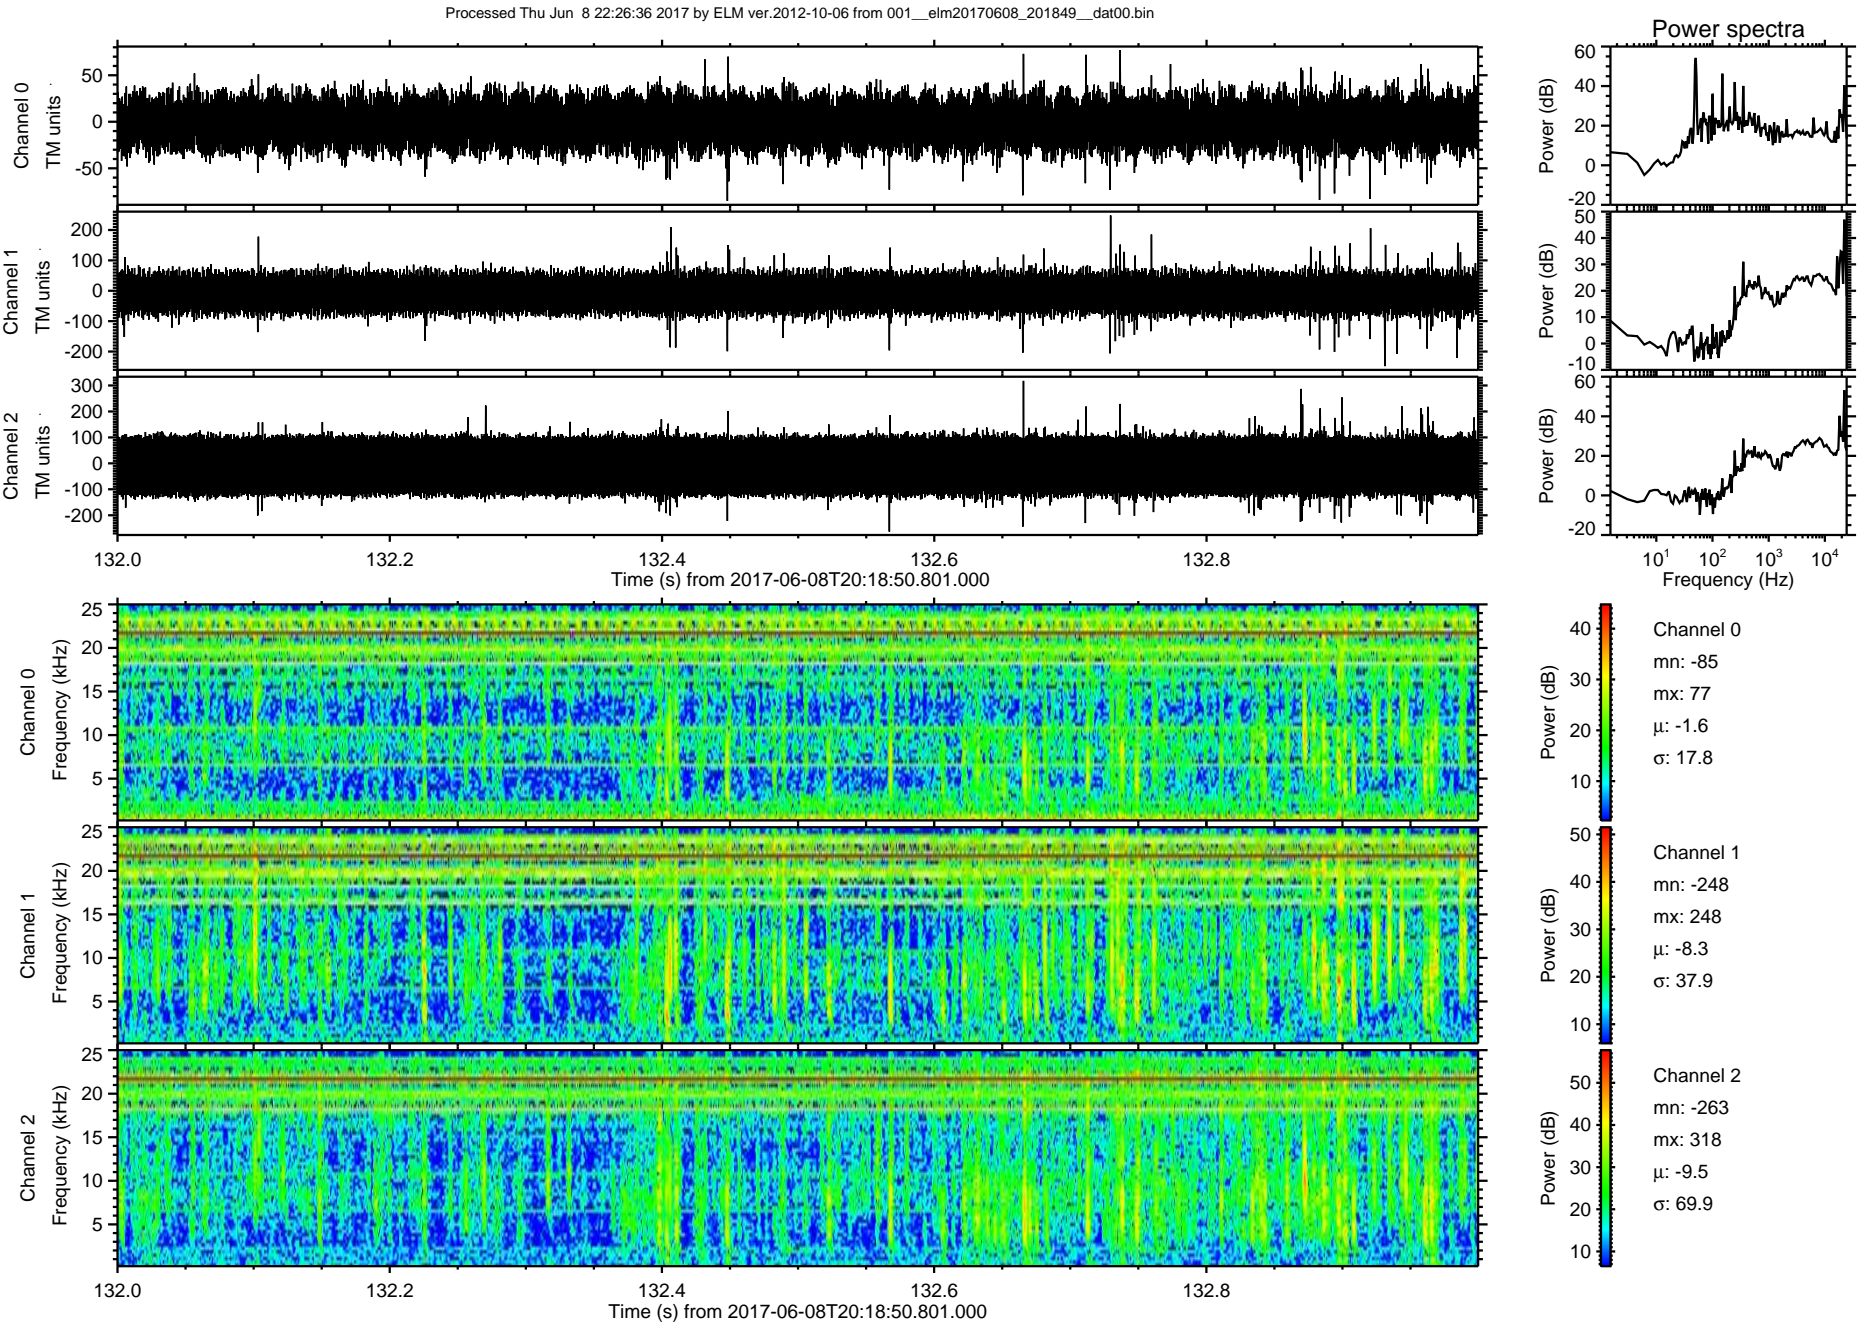 Processed Thu Jun  8 22:26:36 2017 by ELM ver.2012-10-06 from 001__elm20170608_201849__dat00.bin
Power spectra
Channel 0
TM units
50
0
-50
Power (dB)
60
40
20
0
-20
Channel 1
TM units
200
100
0
-100
-200
Power (dB)
50
40
30
20
10
0
-10
Channel 2
TM units
300
200
100
0
-100
-200
Power (dB)
60
40
20
0
-20
132.0 132.2 132.4 132.6 132.8
Time (s) from 2017-06-08T20:18:50.801.000
10^1 10^2 10^3 10^4
Frequency (Hz)
Channel 0
Frequency (kHz)
25
20
15
10
5
Power (dB)
40
30
20
10
Channel 0
mn: -85
mx: 77
μ: -1.6
σ: 17.8
Channel 1
Frequency (kHz)
25
20
15
10
5
Power (dB)
50
40
30
20
10
Channel 1
mn: -248
mx: 248
μ: -8.3
σ: 37.9
Channel 2
Frequency (kHz)
25
20
15
10
5
Power (dB)
50
40
30
20
10
Channel 2
mn: -263
mx: 318
μ: -9.5
σ: 69.9
132.0 132.2 132.4 132.6 132.8
Time (s) from 2017-06-08T20:18:50.801.000